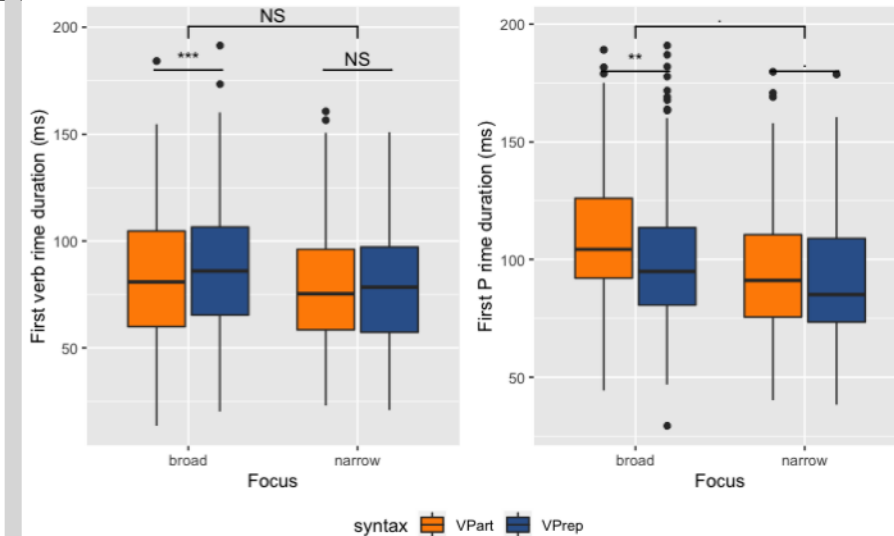 First verb rime duration (ms)
200
150
100
50
NS
***
NS
broad
narrow
Focus
First P rime duration (ms)
200
150
100
50
.
**
.
broad
narrow
Focus
syntax VPart VPrep